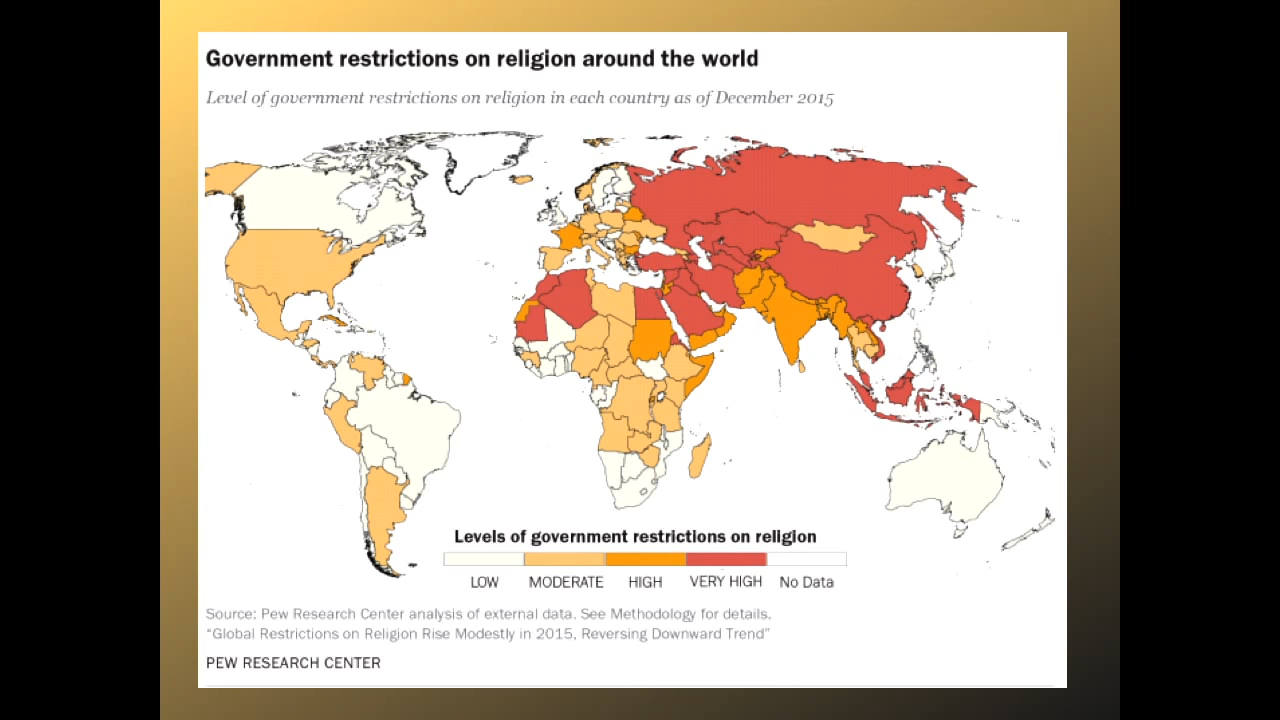 Government restrictions on religion around the world
Level of government restrictions on religion in each country as of December 2015
Levels of government restrictions on religion
LOW MODERATE HIGH VERY HIGH No Data
Source: Pew Research Center analysis of external data. See Methodology for details.
“Global Restrictions on Religion Rise Modestly in 2015, Reversing Downward Trend”
PEW RESEARCH CENTER